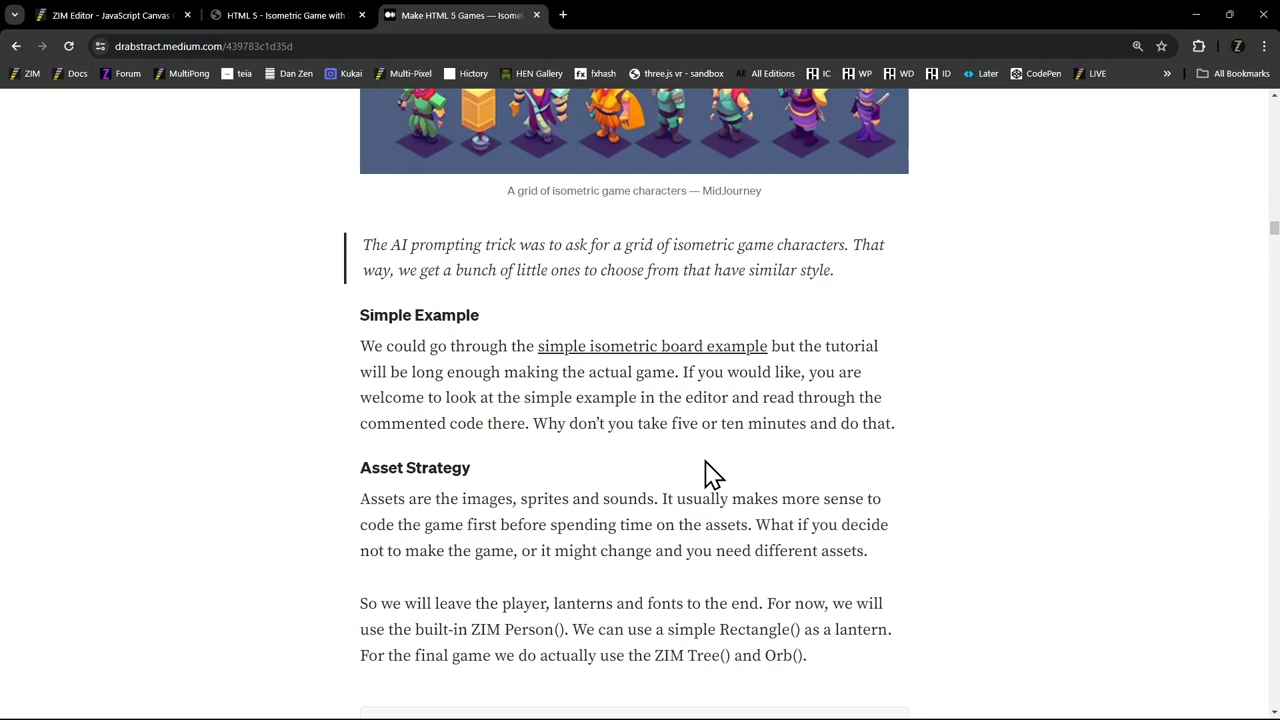 ZIM Editor - JavaScript Canvas
HTML 5 - Isometric Game with
Make HTML 5 Games — Isomet
drabstract.medium.com/439783c1d35d
ZIM
Docs
Forum
MultiPong
teia
Dan Zen
Kukai
Multi-Pixel
Hictory
HEN Gallery
fxhash
three.js vr - sandbox
All Editions
IC
WP
WD
ID
Later
CodePen
LIVE
All Bookmarks
A grid of isometric game characters — MidJourney
The AI prompting trick was to ask for a grid of isometric game characters. That
way, we get a bunch of little ones to choose from that have similar style.
Simple Example
We could go through the simple isometric board example but the tutorial
will be long enough making the actual game. If you would like, you are
welcome to look at the simple example in the editor and read through the
commented code there. Why don’t you take five or ten minutes and do that.
Asset Strategy
Assets are the images, sprites and sounds. It usually makes more sense to
code the game first before spending time on the assets. What if you decide
not to make the game, or it might change and you need different assets.
So we will leave the player, lanterns and fonts to the end. For now, we will
use the built-in ZIM Person(). We can use a simple Rectangle() as a lantern.
For the final game we do actually use the ZIM Tree() and Orb().